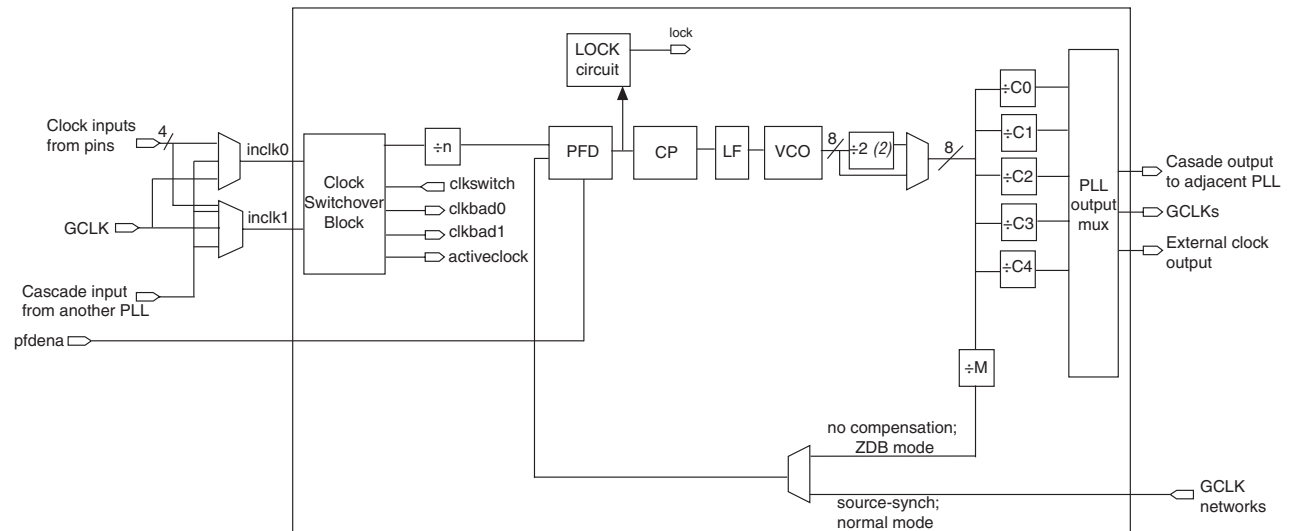 lock
LOCK
circuit
Clock inputs
from pins
4
inclk0
÷n
PFD
CP
LF
VCO
8
÷2 (2)
8
÷C0
÷C1
÷C2
÷C3
÷C4
PLL
output
mux
Clock
Switchover
Block
clkswitch
clkbad0
clkbad1
activeclock
GCLK
inclk1
Cascade input
from another PLL
pfdena
Casade output
to adjacent PLL
GCLKs
External clock
output
÷M
no compensation;
ZDB mode
source-synch;
normal mode
GCLK
networks